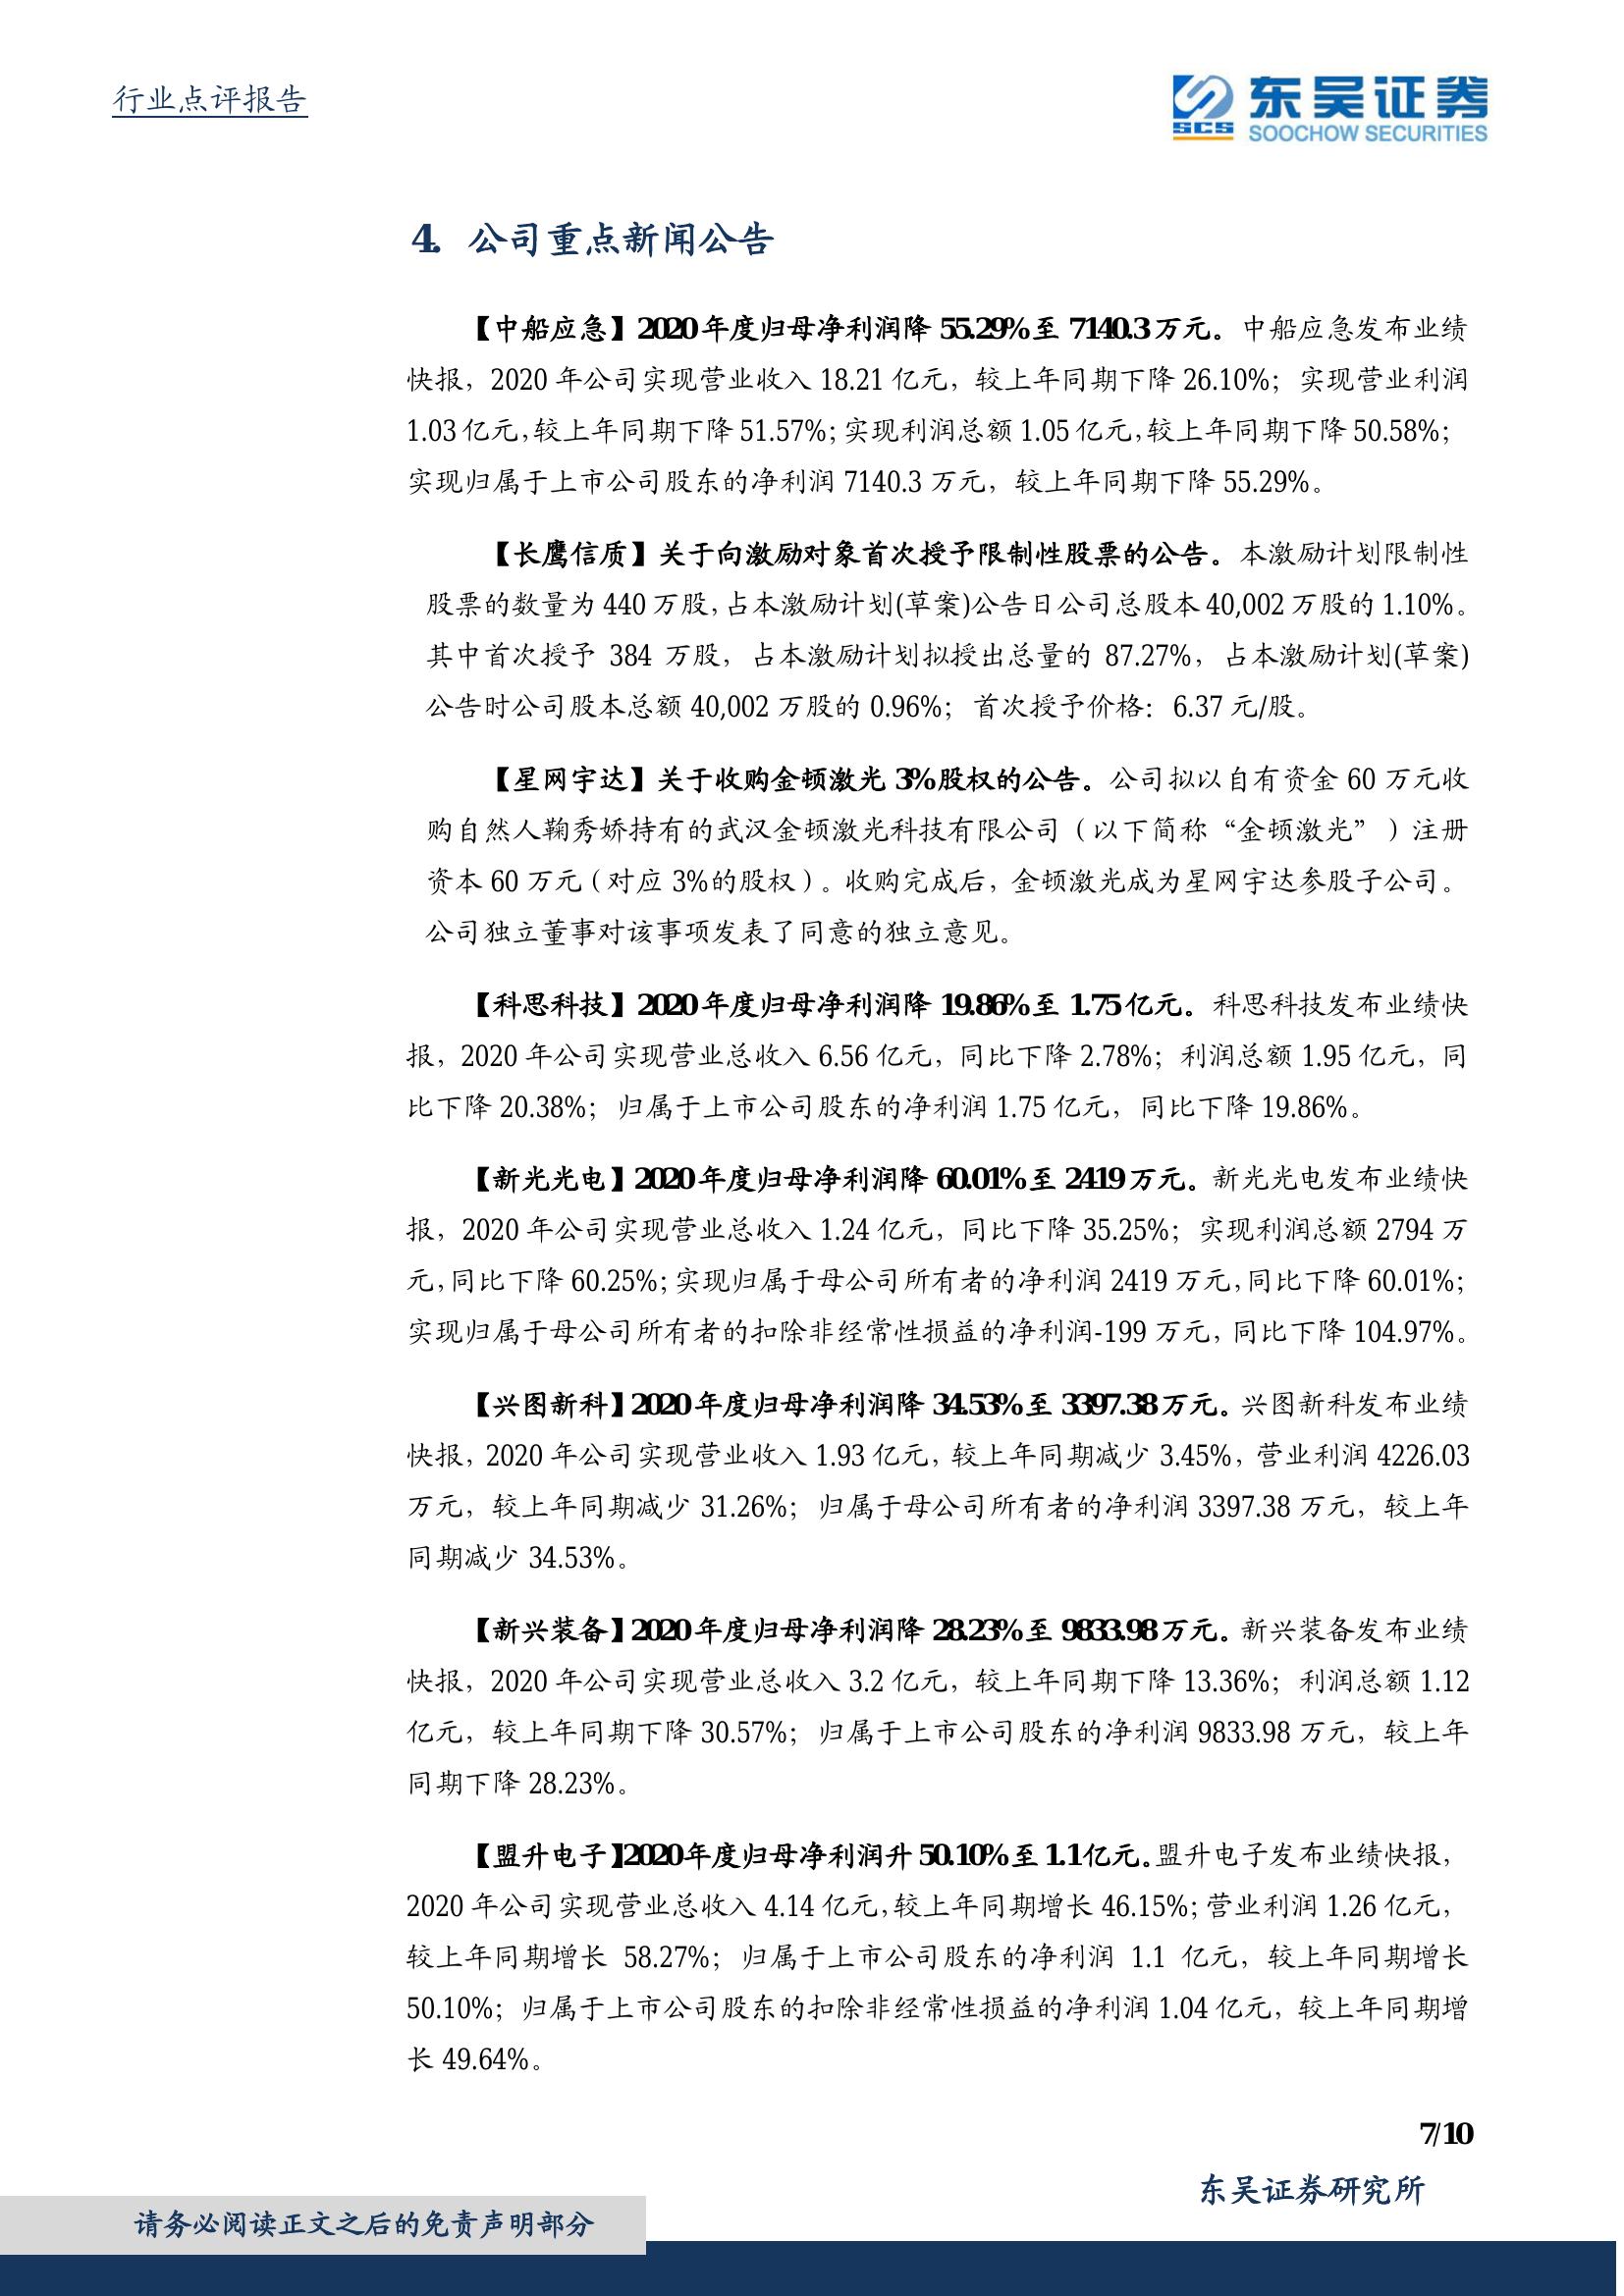 行业点评报告
东吴证券
SCS
SOOCHOW SECURITIES
4. 公司重点新闻公告
【中船应急】2020年度归母净利润降 55.29%至 7140.3万元。中船应急发布业绩
快报，2020 年公司实现营业收入 18.21 亿元，较上年同期下降 26.10%；实现营业利润
1.03亿元，较上年同期下降51.57%；实现利润总额1.05亿元，较上年同期下降50.58%；
实现归属于上市公司股东的净利润 7140.3 万元，较上年同期下降 55.29%。
【长鹰信质】关于向激励对象首次授予限制性股票的公告。本激励计划限制性
股票的数量为 440 万股，占本激励计划(草案)公告日公司总股本 40,002 万股的 1.10%。
其中首次授予 384 万股，占本激励计划拟授出总量的 87.27%，占本激励计划(草案)
公告时公司股本总额 40,002 万股的 0.96%；首次授予价格：6.37 元/股。
【星网宇达】关于收购金顿激光 3%股权的公告。公司拟以自有资金 60 万元收
购自然人鞠秀娇持有的武汉金顿激光科技有限公司（以下简称“金顿激光”）注册
资本 60 万元（对应 3%的股权）。收购完成后，金顿激光成为星网宇达参股子公司。
公司独立董事对该事项发表了同意的独立意见。
【科思科技】2020年度归母净利润降 19.86%至 1.75亿元。科思科技发布业绩快
报，2020 年公司实现营业总收入 6.56 亿元，同比下降 2.78%；利润总额 1.95 亿元，同
比下降 20.38%；归属于上市公司股东的净利润 1.75 亿元，同比下降 19.86%。
【新光光电】2020年度归母净利润降 60.01%至 2419万元。新光光电发布业绩快
报，2020 年公司实现营业总收入 1.24 亿元，同比下降 35.25%；实现利润总额 2794 万
元，同比下降 60.25%；实现归属于母公司所有者的净利润 2419 万元，同比下降 60.01%；
实现归属于母公司所有者的扣除非经常性损益的净利润-199 万元，同比下降 104.97%。
【兴图新科】2020年度归母净利润降 34.53%至 3397.38万元。兴图新科发布业绩
快报，2020 年公司实现营业收入 1.93 亿元，较上年同期减少 3.45%，营业利润 4226.03
万元，较上年同期减少 31.26%；归属于母公司所有者的净利润 3397.38 万元，较上年
同期减少 34.53%。
【新兴装备】2020年度归母净利润降 28.23%至 9833.98万元。新兴装备发布业绩
快报，2020 年公司实现营业总收入 3.2 亿元，较上年同期下降 13.36%；利润总额 1.12
亿元，较上年同期下降 30.57%；归属于上市公司股东的净利润 9833.98 万元，较上年
同期下降 28.23%。
【盟升电子】2020年度归母净利润升 50.10%至 1.1亿元。盟升电子发布业绩快报，
2020 年公司实现营业总收入 4.14 亿元，较上年同期增长 46.15%；营业利润 1.26 亿元，
较上年同期增长 58.27%；归属于上市公司股东的净利润 1.1 亿元，较上年同期增长
50.10%；归属于上市公司股东的扣除非经常性损益的净利润 1.04 亿元，较上年同期增
长 49.64%。
7/10
东吴证券研究所
请务必阅读正文之后的免责声明部分